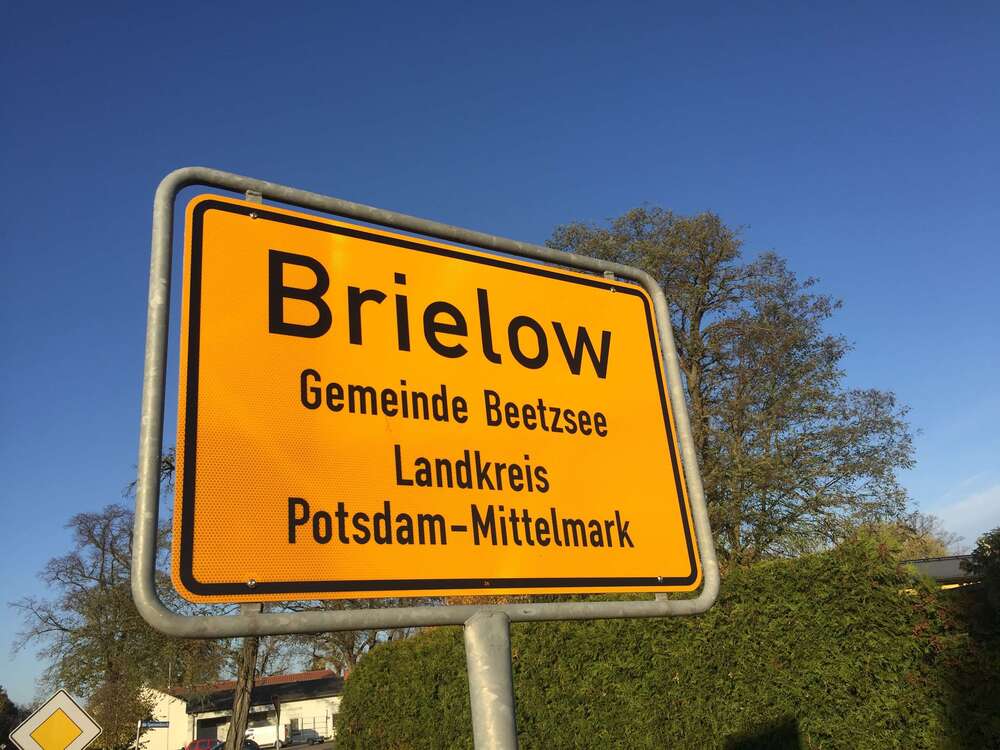 Brielow
Gemeinde Beetzsee
Landkreis
Potsdam-Mittelmark